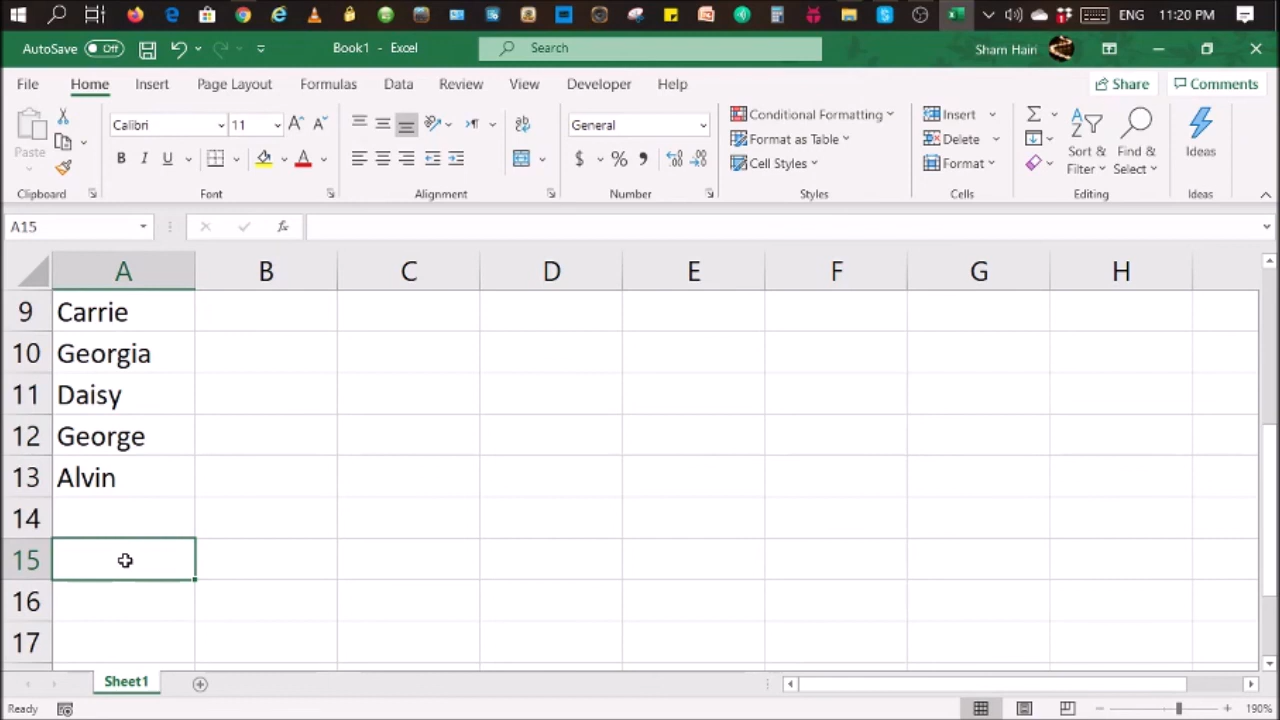 ENG 11:20 PM
AutoSave Off Book1 - Excel Search Sham Hairi
File Home Insert Page Layout Formulas Data Review View Developer Help Share Comments
Paste Calibri 11 General Conditional Formatting Insert
B I U $ % Format as Table Delete Sort & Filter Find & Select Ideas
Cell Styles Format
Clipboard Font Alignment Number Styles Cells Editing Ideas
A15 fx
A B C D E F G H
9 Carrie
10 Georgia
11 Daisy
12 George
13 Alvin
14
15
16
17
Sheet1
Ready 190%